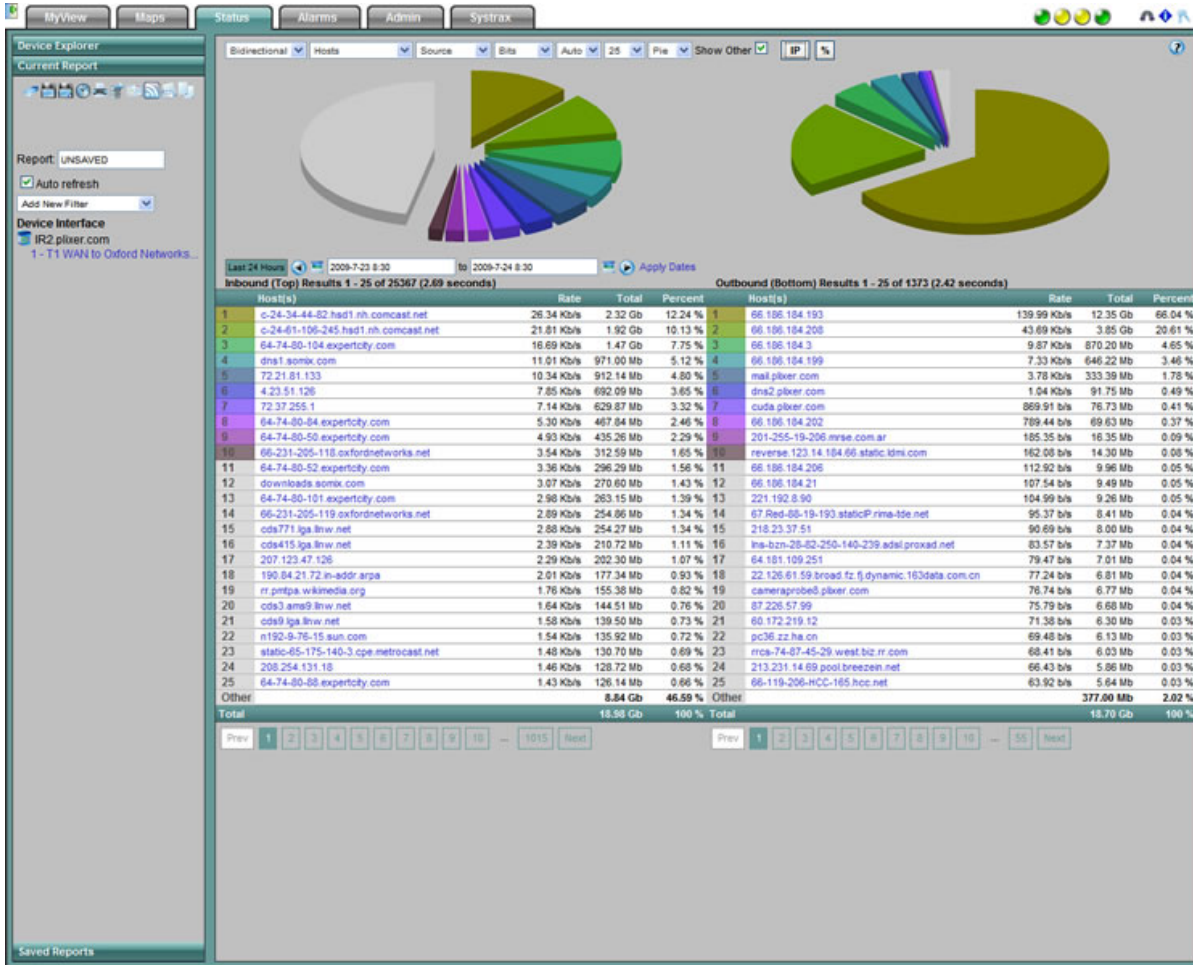 MyView Maps Status Alarms Admin Systrax
Device Explorer
Current Report
Report: UNSAVED
Auto refresh
Add New Filter
Device Interface
IR2.plixer.com
1 - T1 WAN to Oxford Networks...
Saved Reports
Bidirectional Hosts Source Bits Auto 25 Pie Show Other IP %
Last 24 Hours 2009-7-23 8:30 to 2009-7-24 8:30 Apply Dates
Inbound (Top) Results 1 - 25 of 25367 (2.69 seconds)
Host(s) Rate Total Percent
1 c-24-34-44-82.hsd1.nh.comcast.net 26.34 Kb/s 2.32 Gb 12.24 %
2 c-24-61-106-245.hsd1.nh.comcast.net 21.81 Kb/s 1.92 Gb 10.13 %
3 64-74-80-104.expertcity.com 16.69 Kb/s 1.47 Gb 7.75 %
4 dns1.somix.com 11.01 Kb/s 971.00 Mb 5.12 %
5 72.21.81.133 10.34 Kb/s 912.14 Mb 4.80 %
6 4.23.51.126 7.85 Kb/s 692.09 Mb 3.65 %
7 72.37.255.1 7.14 Kb/s 629.87 Mb 3.32 %
8 64-74-80-84.expertcity.com 5.30 Kb/s 467.84 Mb 2.46 %
9 64-74-80-50.expertcity.com 4.93 Kb/s 435.26 Mb 2.29 %
10 66-231-205-118.oxfordnetworks.net 3.54 Kb/s 312.59 Mb 1.65 %
11 64-74-80-52.expertcity.com 3.36 Kb/s 296.29 Mb 1.56 %
12 downloads.somix.com 3.07 Kb/s 270.60 Mb 1.43 %
13 64-74-80-101.expertcity.com 2.98 Kb/s 263.15 Mb 1.39 %
14 66-231-205-119.oxfordnetworks.net 2.89 Kb/s 254.86 Mb 1.34 %
15 cds771.lga.llnw.net 2.88 Kb/s 254.27 Mb 1.34 %
16 cds415.lga.llnw.net 2.39 Kb/s 210.72 Mb 1.11 %
17 207.123.47.126 2.29 Kb/s 202.30 Mb 1.07 %
18 190.84.21.72.in-addr.arpa 2.01 Kb/s 177.34 Mb 0.93 %
19 rr.pmtpa.wikimedia.org 1.76 Kb/s 155.38 Mb 0.82 %
20 cds3.ams9.llnw.net 1.64 Kb/s 144.51 Mb 0.76 %
21 cds9.lga.llnw.net 1.58 Kb/s 139.50 Mb 0.73 %
22 n192-9-76-15.sun.com 1.54 Kb/s 135.92 Mb 0.72 %
23 static-65-175-140-3.cpe.metrocast.net 1.48 Kb/s 130.70 Mb 0.69 %
24 208.254.131.18 1.46 Kb/s 128.72 Mb 0.68 %
25 64-74-80-88.expertcity.com 1.43 Kb/s 126.14 Mb 0.66 %
Other 8.84 Gb 46.59 %
Total 18.98 Gb 100 %
Prev 1 2 3 4 5 6 7 8 9 10 ... 1015 Next
Outbound (Bottom) Results 1 - 25 of 1373 (2.42 seconds)
Host(s) Rate Total Percent
1 66.186.184.193 139.99 Kb/s 12.35 Gb 66.04 %
2 66.186.184.208 43.69 Kb/s 3.85 Gb 20.61 %
3 66.186.184.3 9.87 Kb/s 870.20 Mb 4.65 %
4 66.186.184.199 7.33 Kb/s 646.22 Mb 3.46 %
5 mail.plixer.com 3.78 Kb/s 333.39 Mb 1.78 %
6 dns2.plixer.com 1.04 Kb/s 91.75 Mb 0.49 %
7 cuda.plixer.com 869.91 b/s 76.73 Mb 0.41 %
8 66.186.184.202 789.44 b/s 69.63 Mb 0.37 %
9 201-255-19-206.mrse.com.ar 185.35 b/s 16.35 Mb 0.09 %
10 reverse.123.14.184.66.static.ldmi.com 162.08 b/s 14.30 Mb 0.08 %
11 66.186.184.206 112.92 b/s 9.96 Mb 0.05 %
12 66.186.184.21 107.54 b/s 9.49 Mb 0.05 %
13 221.192.8.90 104.99 b/s 9.26 Mb 0.05 %
14 67.Red-88-19-193.staticIP.rima-tde.net 95.37 b/s 8.41 Mb 0.04 %
15 218.23.37.51 90.69 b/s 8.00 Mb 0.04 %
16 lns-bzn-28-82-250-140-239.adsl.proxad.net 83.57 b/s 7.37 Mb 0.04 %
17 64.181.109.251 79.47 b/s 7.01 Mb 0.04 %
18 22.126.61.59.broad.fz.fj.dynamic.163data.com.cn 77.24 b/s 6.81 Mb 0.04 %
19 cameraprobe8.plixer.com 76.74 b/s 6.77 Mb 0.04 %
20 87.226.57.99 75.79 b/s 6.68 Mb 0.04 %
21 60.172.219.12 71.38 b/s 6.30 Mb 0.03 %
22 pc36.zz.ha.cn 69.48 b/s 6.13 Mb 0.03 %
23 rrcs-74-87-45-29.west.biz.rr.com 68.41 b/s 6.03 Mb 0.03 %
24 213.231.14.69.pool.breezein.net 66.43 b/s 5.86 Mb 0.03 %
25 66-119-206-HCC-165.hcc.net 63.92 b/s 5.64 Mb 0.03 %
Other 377.00 Mb 2.02 %
Total 18.70 Gb 100 %
Prev 1 2 3 4 5 6 7 8 9 10 ... 55 Next